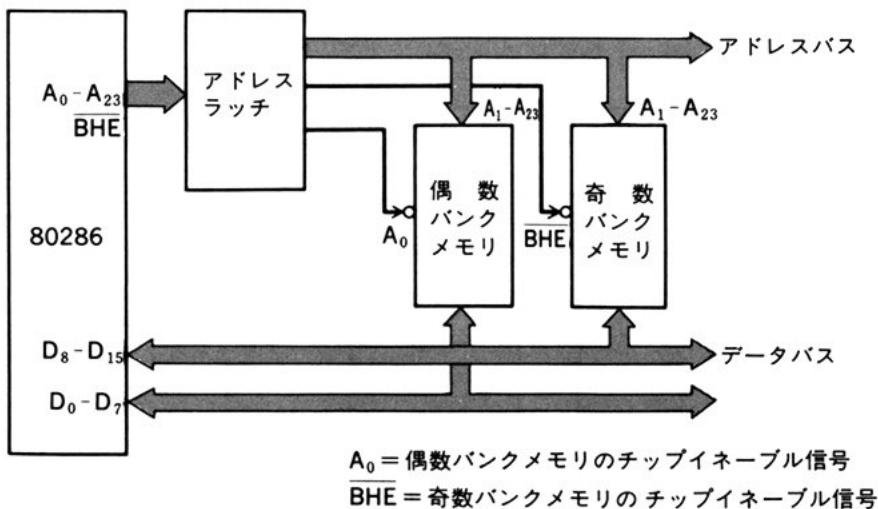 アドレスバス
アドレス
ラッチ
A₀-A₂₃
B̅H̅E̅
A₁-A₂₃
A₁-A₂₃
偶数
バンク
メモリ
奇数
バンク
メモリ
A₀
B̅H̅E̅
80286
D₈-D₁₅
データバス
D₀-D₇
A₀=偶数バンクメモリのチップイネーブル信号
B̅H̅E̅=奇数バンクメモリのチップイネーブル信号